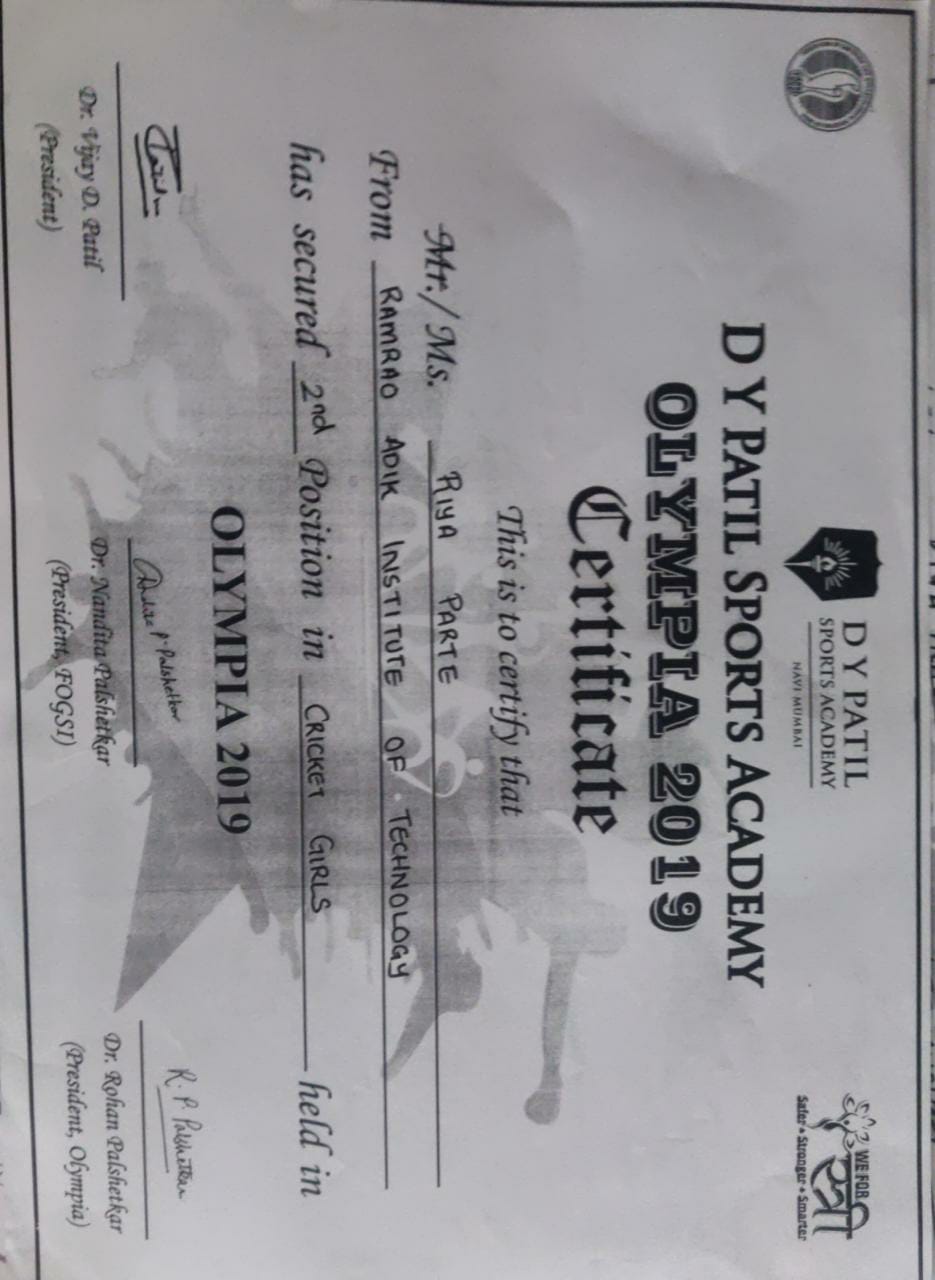 D Y PATIL
SPORTS ACADEMY
NAVI MUMBAI
WE FOR
स्त्री
Safer • Stronger • Smarter
D Y PATIL SPORTS ACADEMY
OLYMPIA 2019
Certificate
This is to certify that
Mr./ Ms. RIYA PARTE
From RAMRAO ADIK INSTITUTE OF TECHNOLOGY
has secured 2nd Position in CRICKET GIRLS held in
OLYMPIA 2019
R. P. Palshetkar
Dr. Vijay D. Patil
(President)
Dr. Nandita Palshetkar
(President, FOGSI)
Dr. Rohan Palshetkar
(President, Olympia)